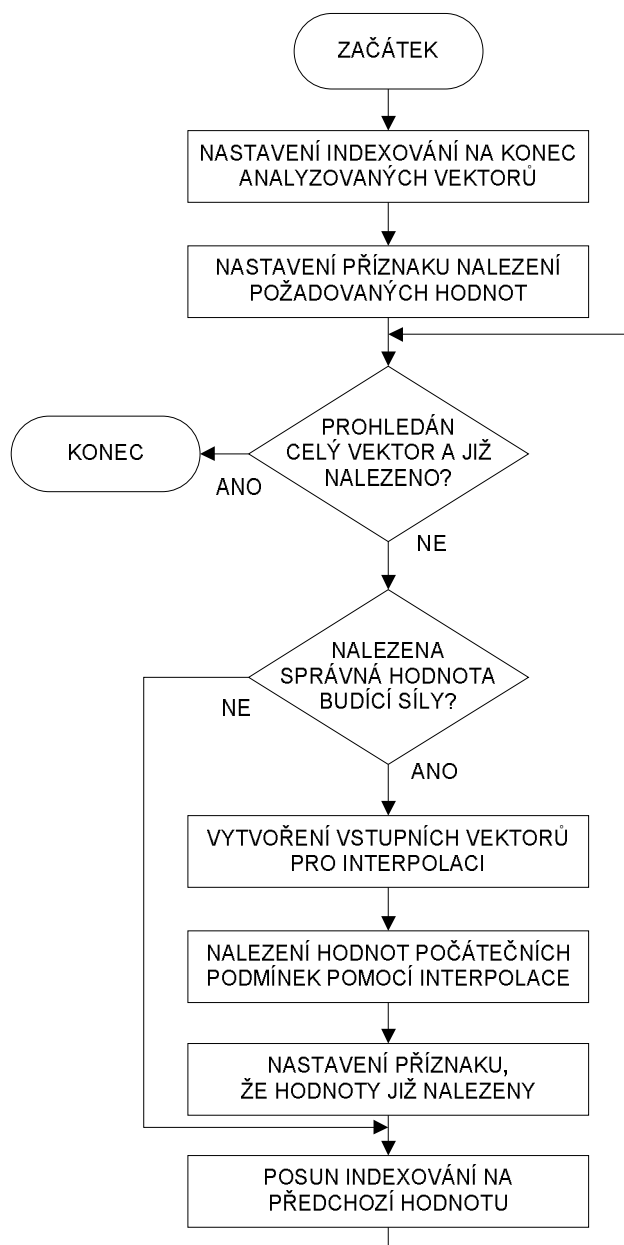 ZAČÁTEK
NASTAVENÍ INDEXOVÁNÍ NA KONEC
ANALYZOVANÝCH VEKTORŮ
NASTAVENÍ PŘÍZNAKU NALEZENÍ
POŽADOVANÝCH HODNOT
PROHLEDÁN
CELÝ VEKTOR A JIŽ
NALEZENO?
KONEC
ANO
NE
NALEZENA
SPRÁVNÁ HODNOTA
BUDÍCÍ SÍLY?
NE
ANO
VYTVOŘENÍ VSTUPNÍCH VEKTORŮ
PRO INTERPOLACI
NALEZENÍ HODNOT POČÁTEČNÍCH
PODMÍNEK POMOCÍ INTERPOLACE
NASTAVENÍ PŘÍZNAKU,
ŽE HODNOTY JIŽ NALEZENY
POSUN INDEXOVÁNÍ NA
PŘEDCHOZÍ HODNOTU